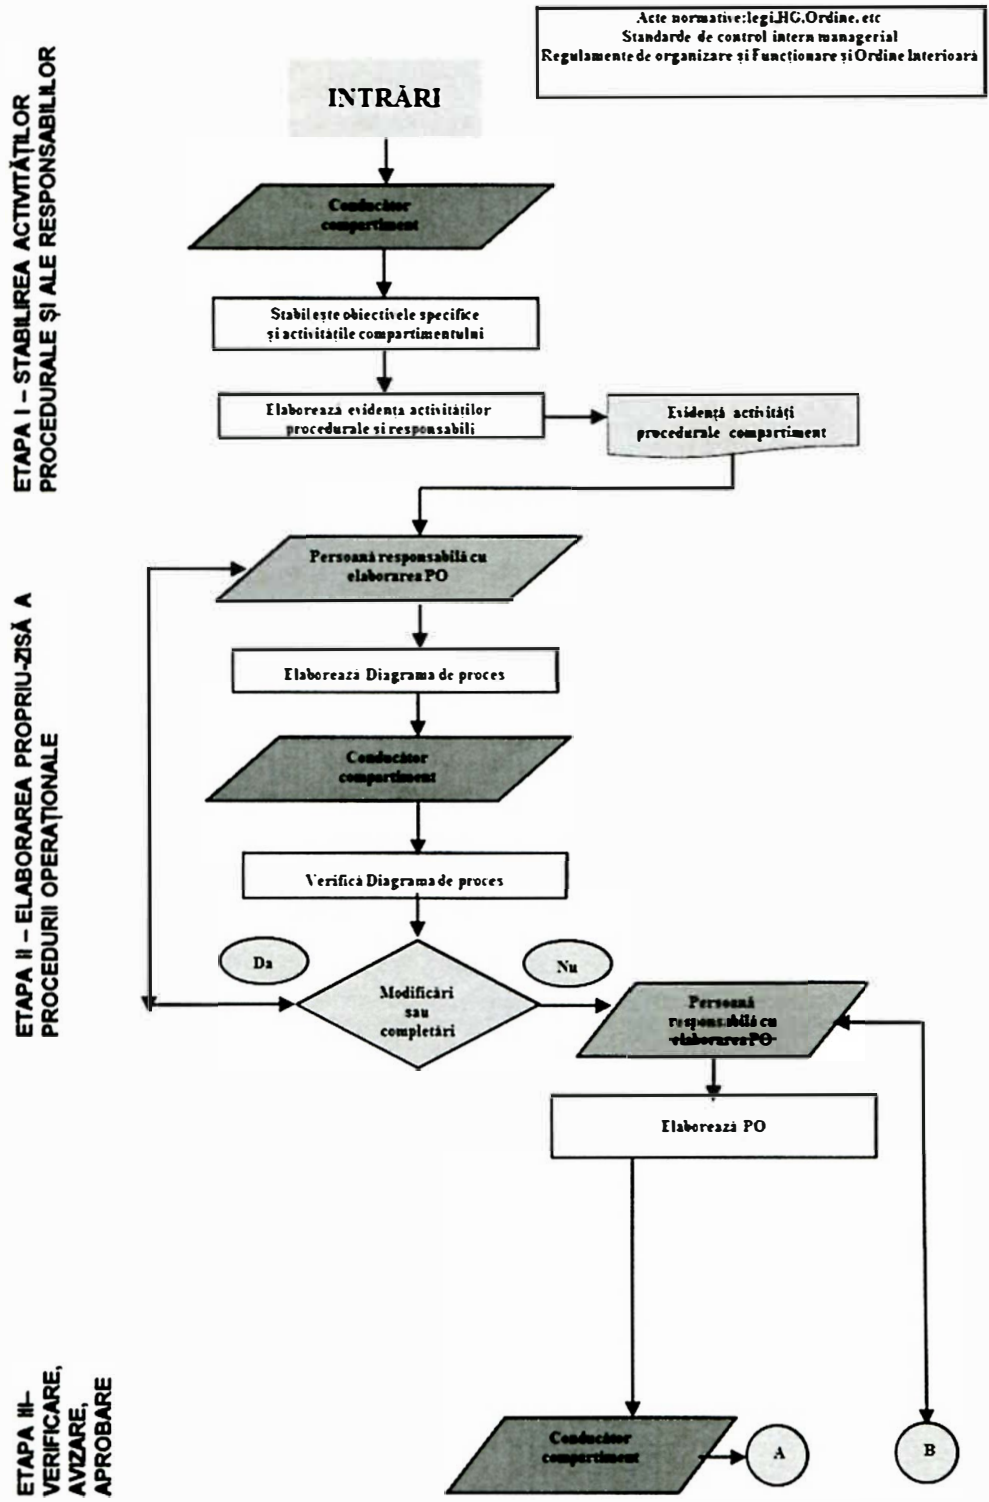 Acte normative:legi,HG,Ordine, etc
Standarde de control intern managerial
Regulamente de organizare și Funcționare și Ordine Interioară
INTRĂRI
ETAPA I – STABILIREA ACTIVITĂȚILOR
PROCEDURALE ȘI ALE RESPONSABILILOR
Conducător
compartiment
Stabilește obiectivele specifice
și activitățile compartimentului
Elaborează evidența activităților
procedurale si responsabili
Evidență activități
procedurale compartiment
ETAPA II – ELABORAREA PROPRIU-ZISĂ A
PROCEDURII OPERAȚIONALE
Persoană responsabilă cu
elaborarea PO
Elaborează Diagrama de proces
Conducător
compartiment
Verifică Diagrama de proces
Da
Nu
Modificări
sau
completări
Persoană
responsabilă cu
elaborarea PO
Elaborează PO
ETAPA III–
VERIFICARE,
AVIZARE,
APROBARE
Conducător
compartiment
A
B